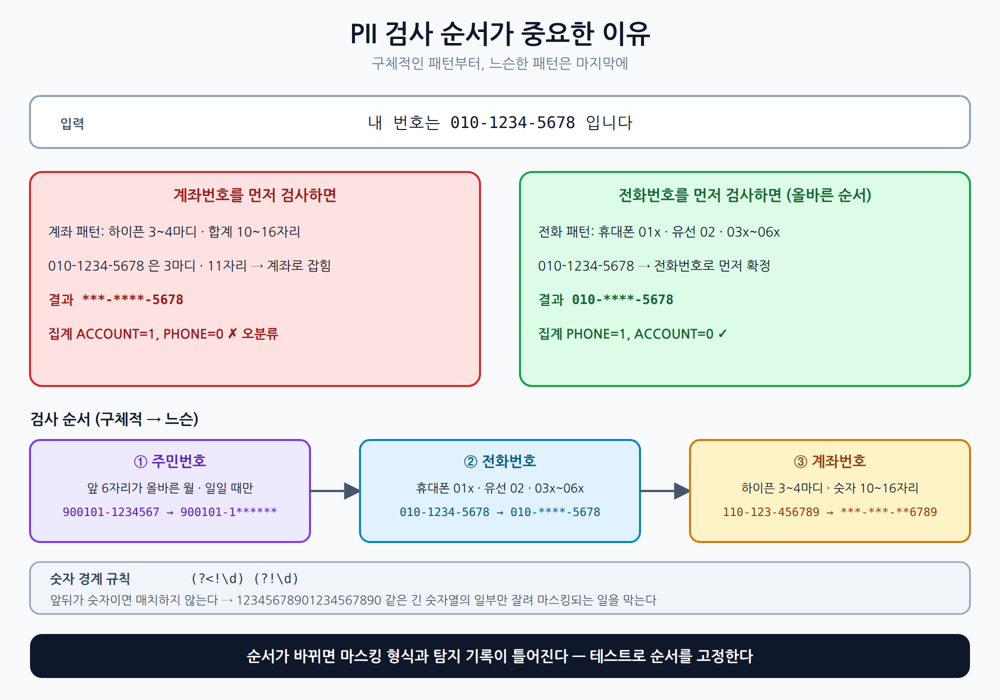 PII 검사 순서가 중요한 이유
구체적인 패턴부터, 느슨한 패턴은 마지막에
입력
내 번호는 010-1234-5678 입니다
계좌번호를 먼저 검사하면
계좌 패턴: 하이픈 3~4마디 · 합계 10~16자리
010-1234-5678 은 3마디 · 11자리 → 계좌로 잡힘
결과 ***-****-5678
집계 ACCOUNT=1, PHONE=0 ✗ 오분류
전화번호를 먼저 검사하면 (올바른 순서)
전화 패턴: 휴대폰 01x · 유선 02 · 03x~06x
010-1234-5678 → 전화번호로 먼저 확정
결과 010-****-5678
집계 PHONE=1, ACCOUNT=0 ✓
검사 순서 (구체적 → 느슨)
① 주민번호
앞 6자리가 올바른 월 · 일일 때만
900101-1234567 → 900101-1******
② 전화번호
휴대폰 01x · 유선 02 · 03x~06x
010-1234-5678 → 010-****-5678
③ 계좌번호
하이픈 3~4마디 · 숫자 10~16자리
110-123-456789 → ***-***-**6789
숫자 경계 규칙 (?<!\d) (?!\d)
앞뒤가 숫자이면 매치하지 않는다 → 12345678901234567890 같은 긴 숫자열의 일부만 잘려 마스킹되는 일을 막는다
순서가 바뀌면 마스킹 형식과 탐지 기록이 틀어진다 — 테스트로 순서를 고정한다